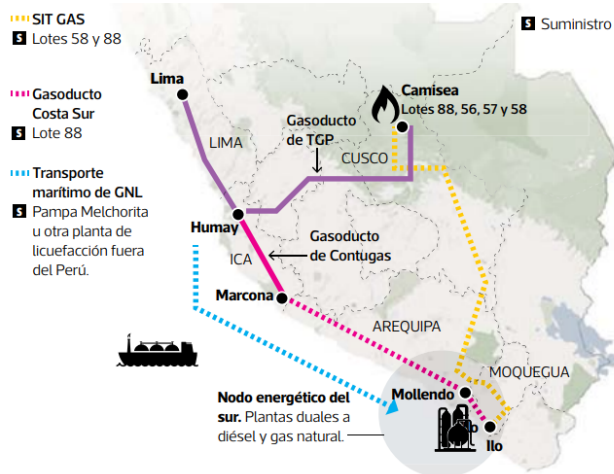 SIT GAS
S Lotes 58 y 88
Gasoducto
Costa Sur
S Lote 88
Transporte
marítimo de GNL
S Pampa Melchorita
u otra planta de
licuefacción fuera
del Perú.
S Suministro
Lima
LIMA
Camisea
Lotes 88, 56, 57 y 58
Gasoducto
de TGP
CUSCO
Humay
ICA
Gasoducto
de Contugas
Marcona
AREQUIPA
MOQUEGUA
Nodo energético del
sur. Plantas duales a
diésel y gas natural.
Mollendo
Ilo